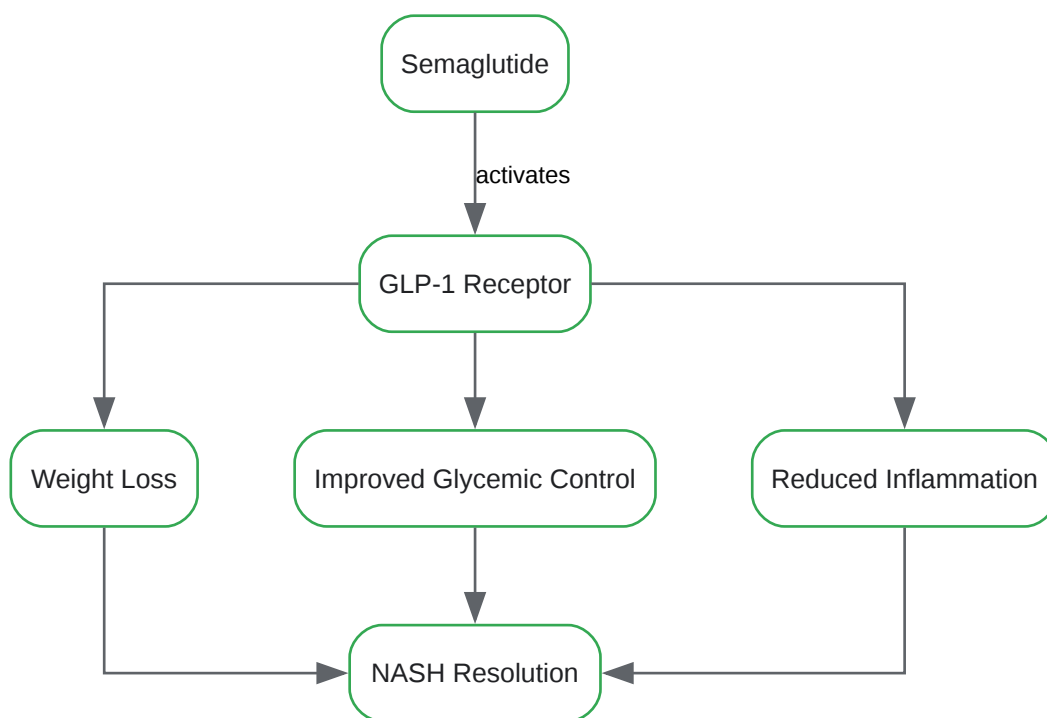 Semaglutide
activates
GLP-1 Receptor
Weight Loss
Improved Glycemic Control
Reduced Inflammation
NASH Resolution